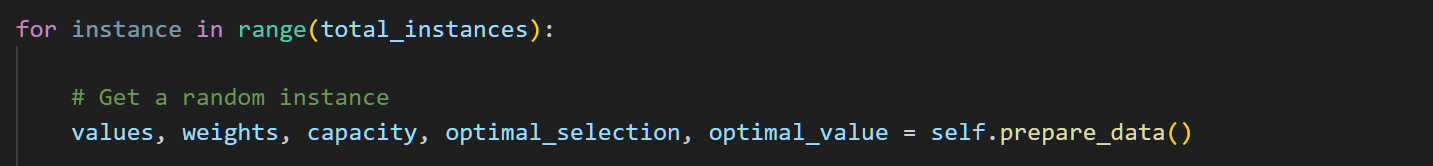 for instance in range(total_instances):
# Get a random instance
values, weights, capacity, optimal_selection, optimal_value = self.prepare_data()